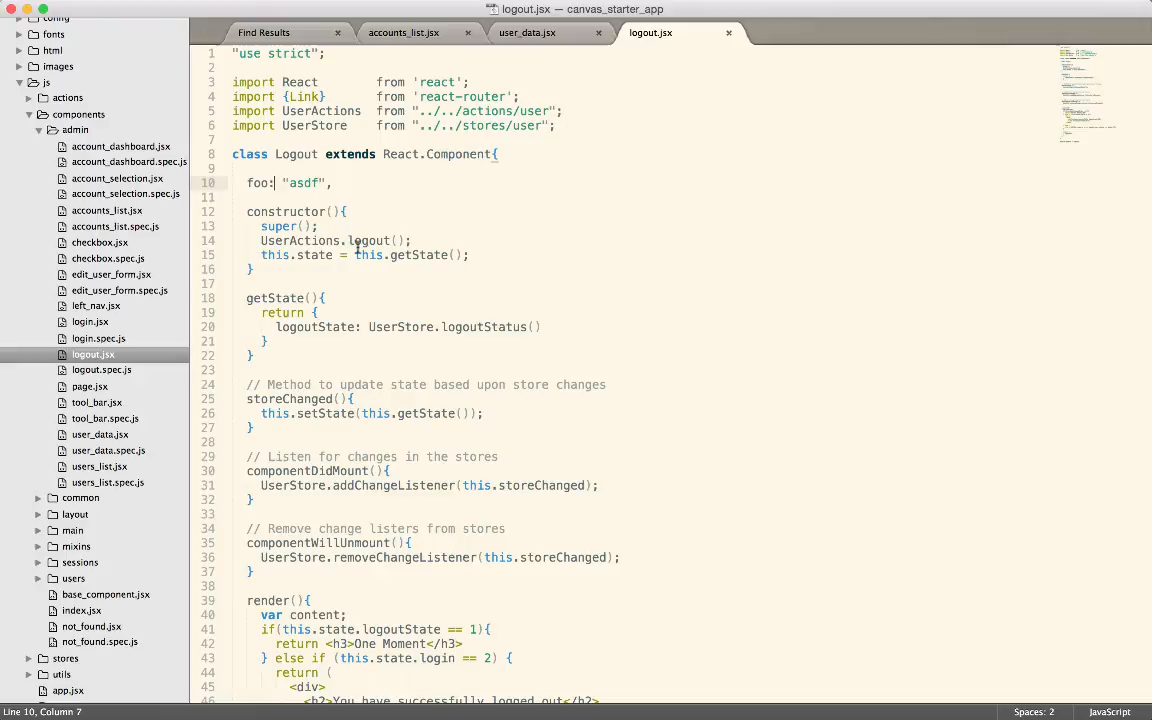 logout.jsx — canvas_starter_app
Find Results × accounts_list.jsx × user_data.jsx × logout.jsx ×
config
fonts
html
images
js
actions
components
admin
account_dashboard.jsx
account_dashboard.spec.js
account_selection.jsx
account_selection.spec.js
accounts_list.jsx
accounts_list.spec.js
checkbox.jsx
checkbox.spec.js
edit_user_form.jsx
edit_user_form.spec.js
left_nav.jsx
login.jsx
login.spec.js
logout.jsx
logout.spec.js
page.jsx
tool_bar.jsx
tool_bar.spec.js
user_data.jsx
user_data.spec.js
users_list.jsx
users_list.spec.js
common
layout
main
mixins
sessions
users
base_component.jsx
index.jsx
not_found.jsx
not_found.spec.js
stores
utils
app.jsx
1 "use strict";
2
3 import React from 'react';
4 import {Link} from 'react-router';
5 import UserActions from "../../actions/user";
6 import UserStore from "../../stores/user";
7
8 class Logout extends React.Component{
9
10 foo: "asdf",
11
12 constructor(){
13 super();
14 UserActions.logout();
15 this.state = this.getState();
16 }
17
18 getState(){
19 return {
20 logoutState: UserStore.logoutStatus()
21 }
22 }
23
24 // Method to update state based upon store changes
25 storeChanged(){
26 this.setState(this.getState());
27 }
28
29 // Listen for changes in the stores
30 componentDidMount(){
31 UserStore.addChangeListener(this.storeChanged);
32 }
33
34 // Remove change listers from stores
35 componentWillUnmount(){
36 UserStore.removeChangeListener(this.storeChanged);
37 }
38
39 render(){
40 var content;
41 if(this.state.logoutState == 1){
42 return <h3>One Moment</h3>
43 } else if (this.state.login == 2) {
44 return (
45 <div>
46 <h2>You have successfully logged out</h2>
Line 10, Column 7
Spaces: 2
JavaScript